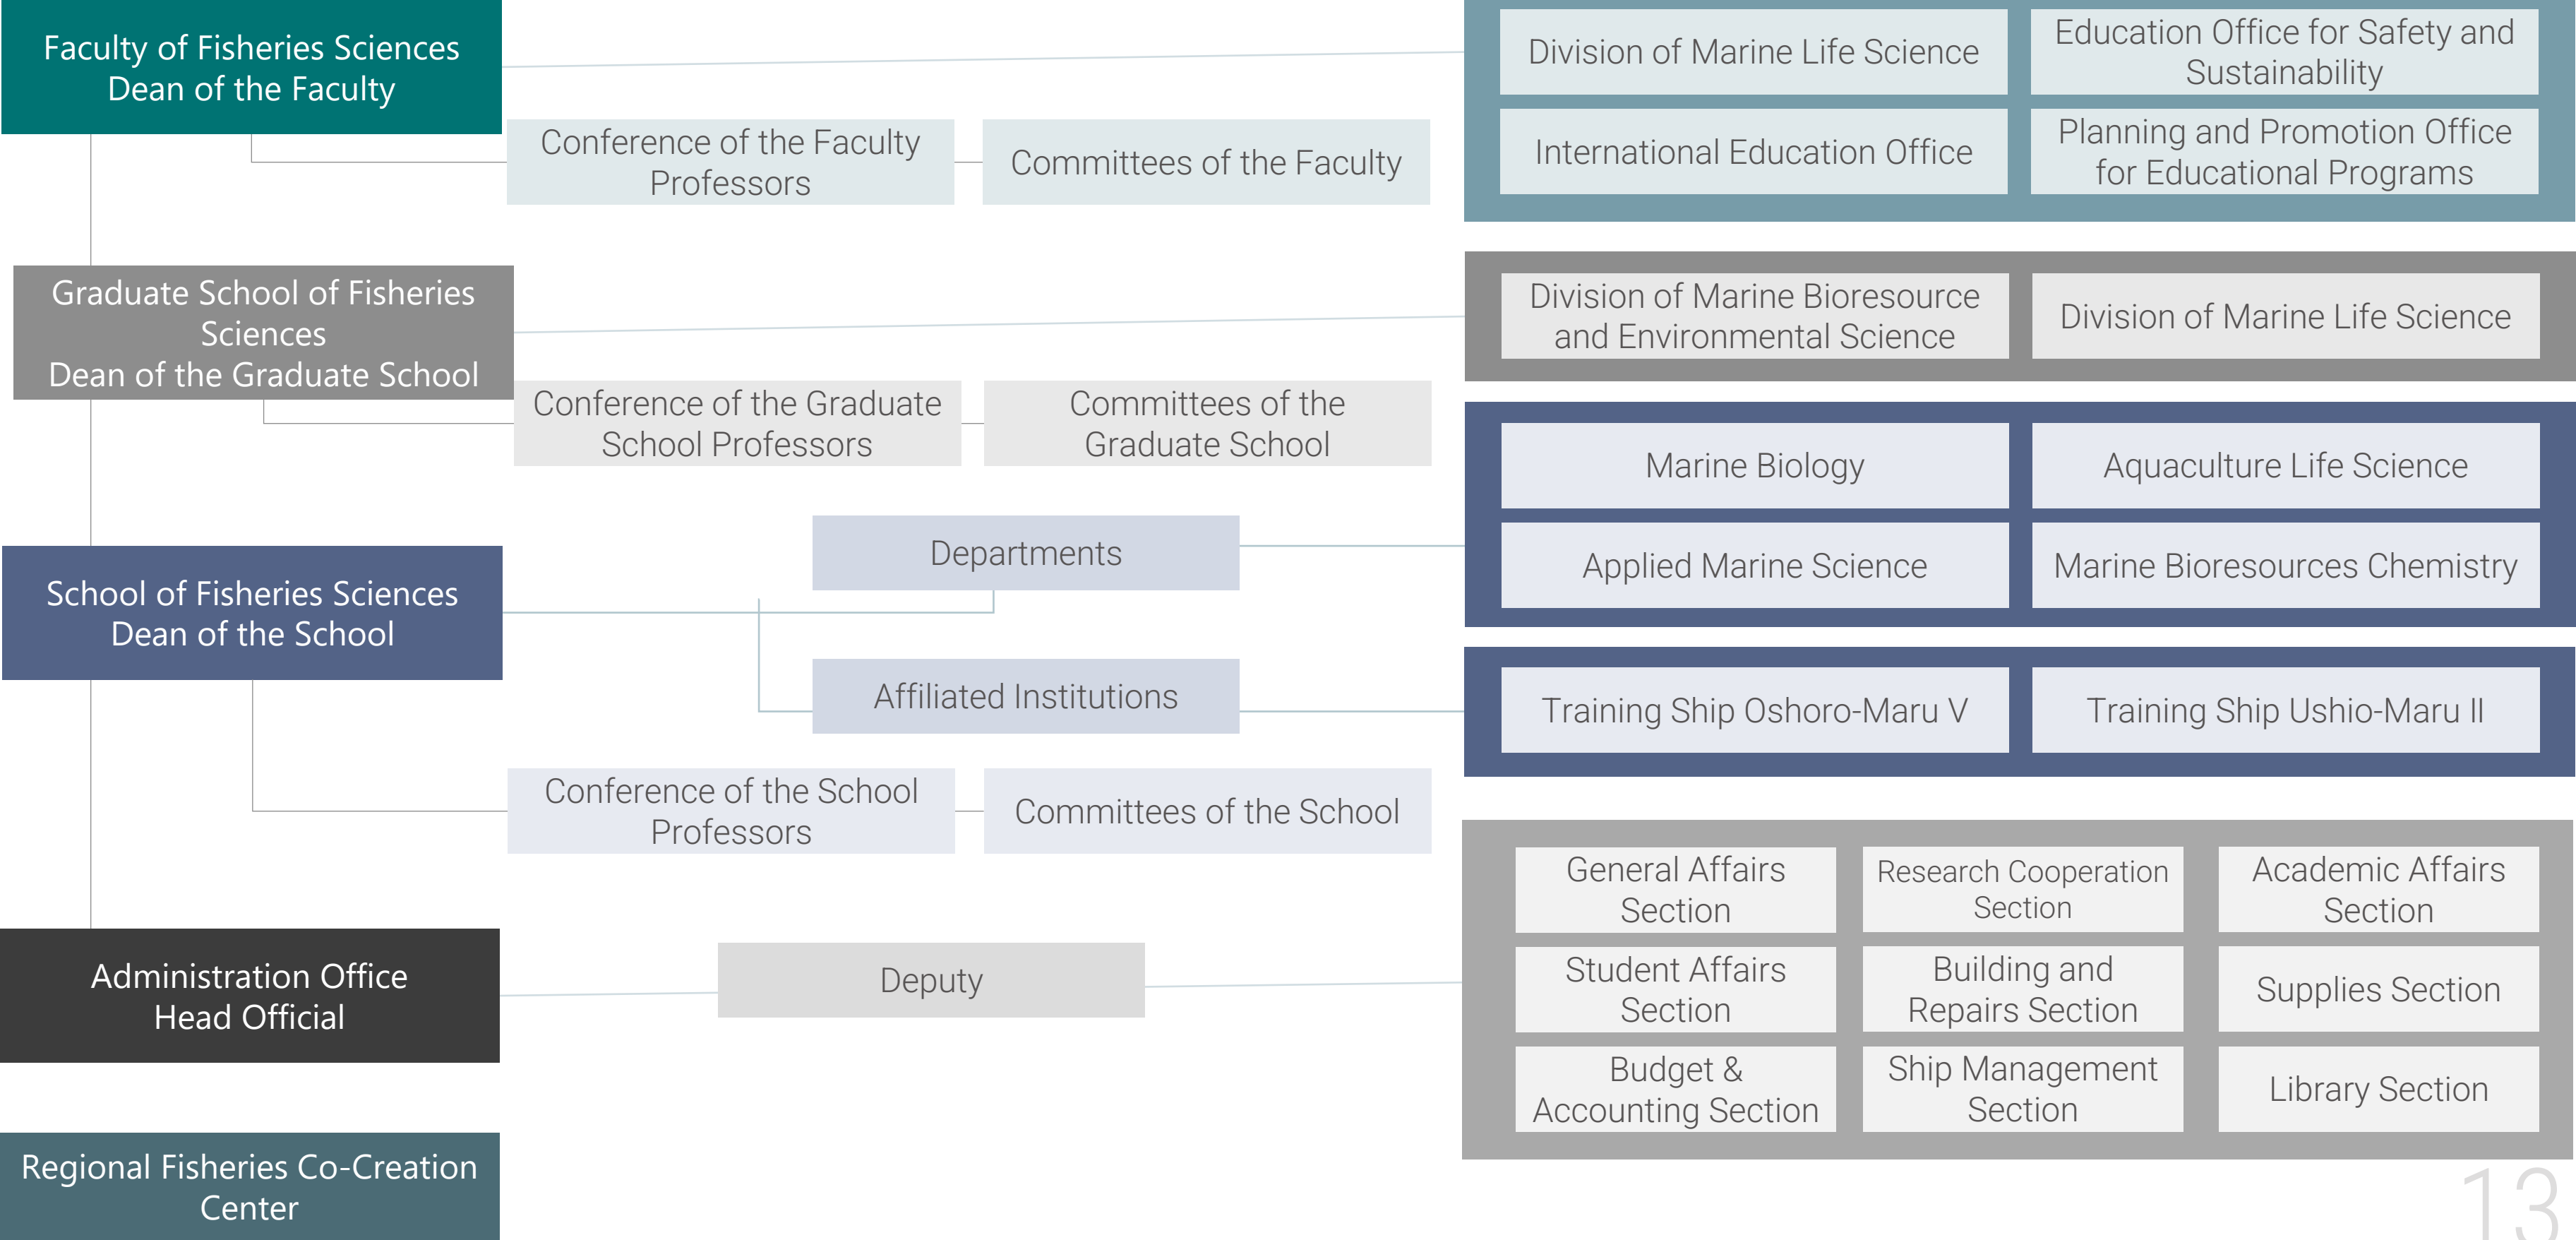 Faculty of Fisheries Sciences
Dean of the Faculty
Conference of the Faculty
Professors
Committees of the Faculty
Division of Marine Life Science
Education Office for Safety and
Sustainability
International Education Office
Planning and Promotion Office
for Educational Programs
Graduate School of Fisheries
Sciences
Dean of the Graduate School
Conference of the Graduate
School Professors
Committees of the
Graduate School
Division of Marine Bioresource
and Environmental Science
Division of Marine Life Science
School of Fisheries Sciences
Dean of the School
Departments
Marine Biology
Aquaculture Life Science
Applied Marine Science
Marine Bioresources Chemistry
Affiliated Institutions
Training Ship Oshoro-Maru V
Training Ship Ushio-Maru II
Conference of the School
Professors
Committees of the School
Administration Office
Head Official
Deputy
General Affairs
Section
Research Cooperation
Section
Academic Affairs
Section
Student Affairs
Section
Building and
Repairs Section
Supplies Section
Budget &
Accounting Section
Ship Management
Section
Library Section
Regional Fisheries Co-Creation
Center
13